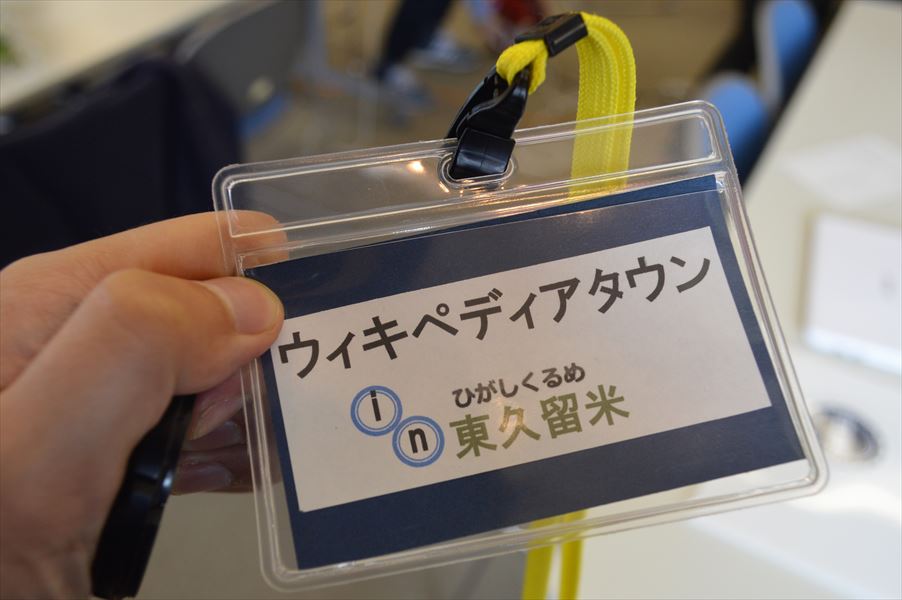 ウィキペディアタウン
in
ひがしくるめ
東久留米